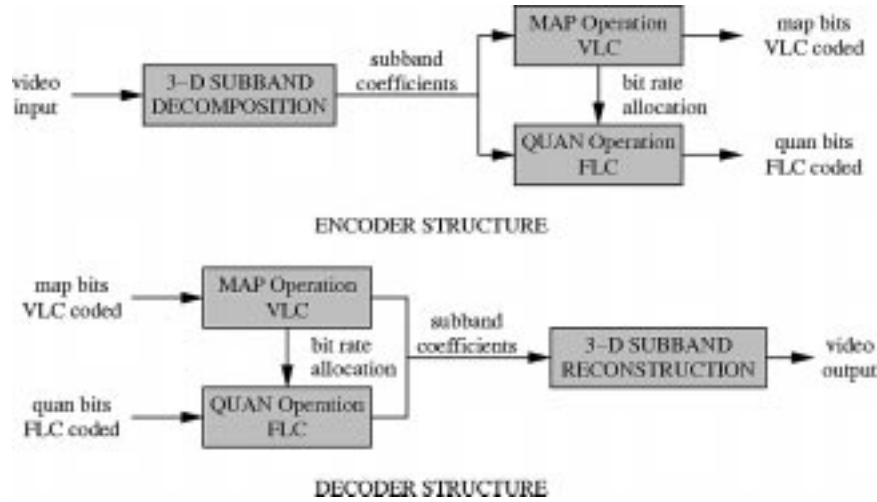 MAP Operation
VLC
map bits
VLC coded
subband
coefficients
video
input
3-D SUBBAND
DECOMPOSITION
bit rate
allocation
QUAN Operation
FLC
quan bits
FLC coded
ENCODER STRUCTURE
map bits
VLC coded
MAP Operation
VLC
subband
coefficients
bit rate
allocation
3-D SUBBAND
RECONSTRUCTION
video
output
quan bits
FLC coded
QUAN Operation
FLC
DECODER STRUCTURE